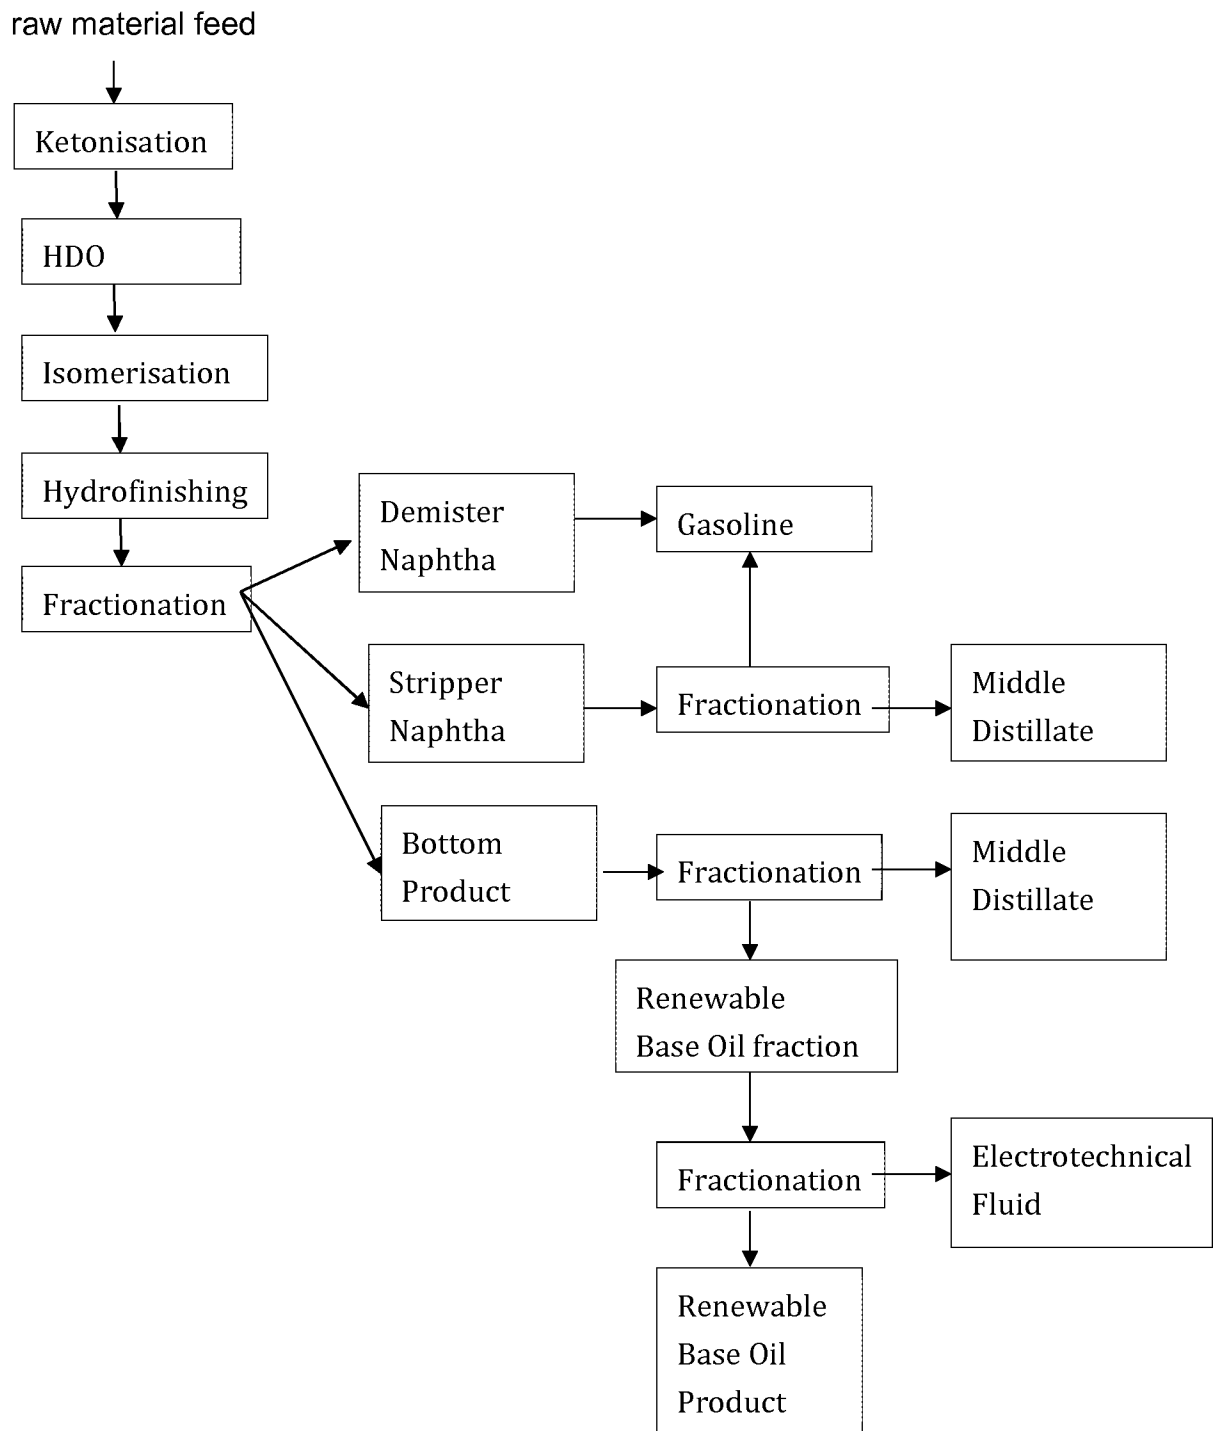 raw material feed
Ketonisation
HDO
Isomerisation
Hydrofinishing
Fractionation
Demister
Naphtha
Gasoline
Stripper
Naphtha
Fractionation
Middle
Distillate
Bottom
Product
Fractionation
Middle
Distillate
Renewable
Base Oil fraction
Fractionation
Electrotechnical
Fluid
Renewable
Base Oil
Product